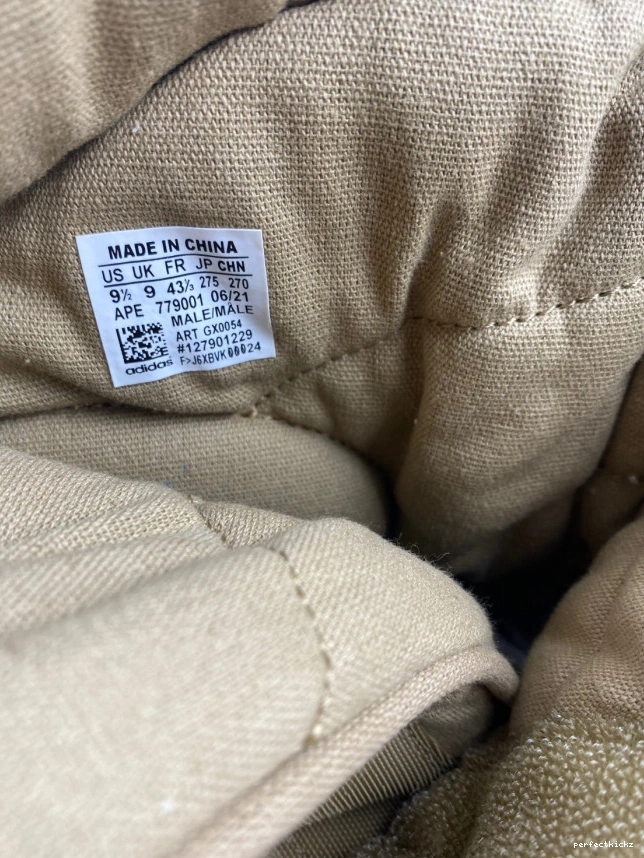 MADE IN CHINA
US UK FR JP CHN
9½ 9 43⅓ 275 270
APE 779001 06/21
MALE/MÂLE
ART GX0054
#127901229
adidas F>J6XBVK00024
perfectkickz